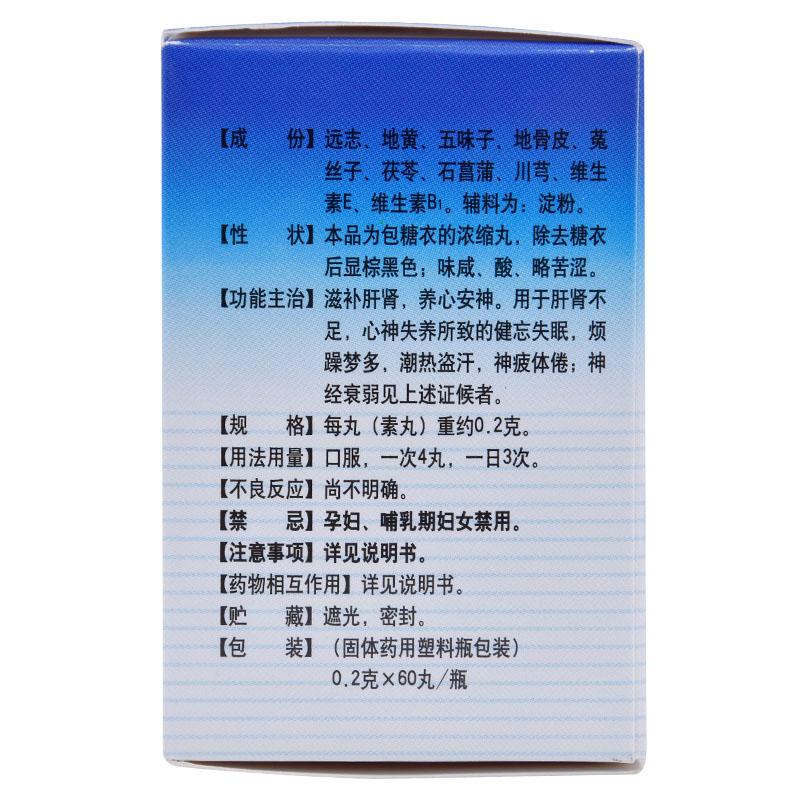 【成　份】远志、地黄、五味子、地骨皮、菟
丝子、茯苓、石菖蒲、川芎、维生
素E、维生素B₁。辅料为：淀粉。
【性　状】本品为包糖衣的浓缩丸，除去糖衣
后显棕黑色；味咸、酸、略苦涩。
【功能主治】滋补肝肾，养心安神。用于肝肾不
足，心神失养所致的健忘失眠，烦
躁梦多，潮热盗汗，神疲体倦；神
经衰弱见上述证候者。
【规　格】每丸（素丸）重约0.2克。
【用法用量】口服，一次4丸，一日3次。
【不良反应】尚不明确。
【禁　忌】孕妇、哺乳期妇女禁用。
【注意事项】详见说明书。
【药物相互作用】详见说明书。
【贮　藏】遮光，密封。
【包　装】（固体药用塑料瓶包装）
0.2克×60丸/瓶